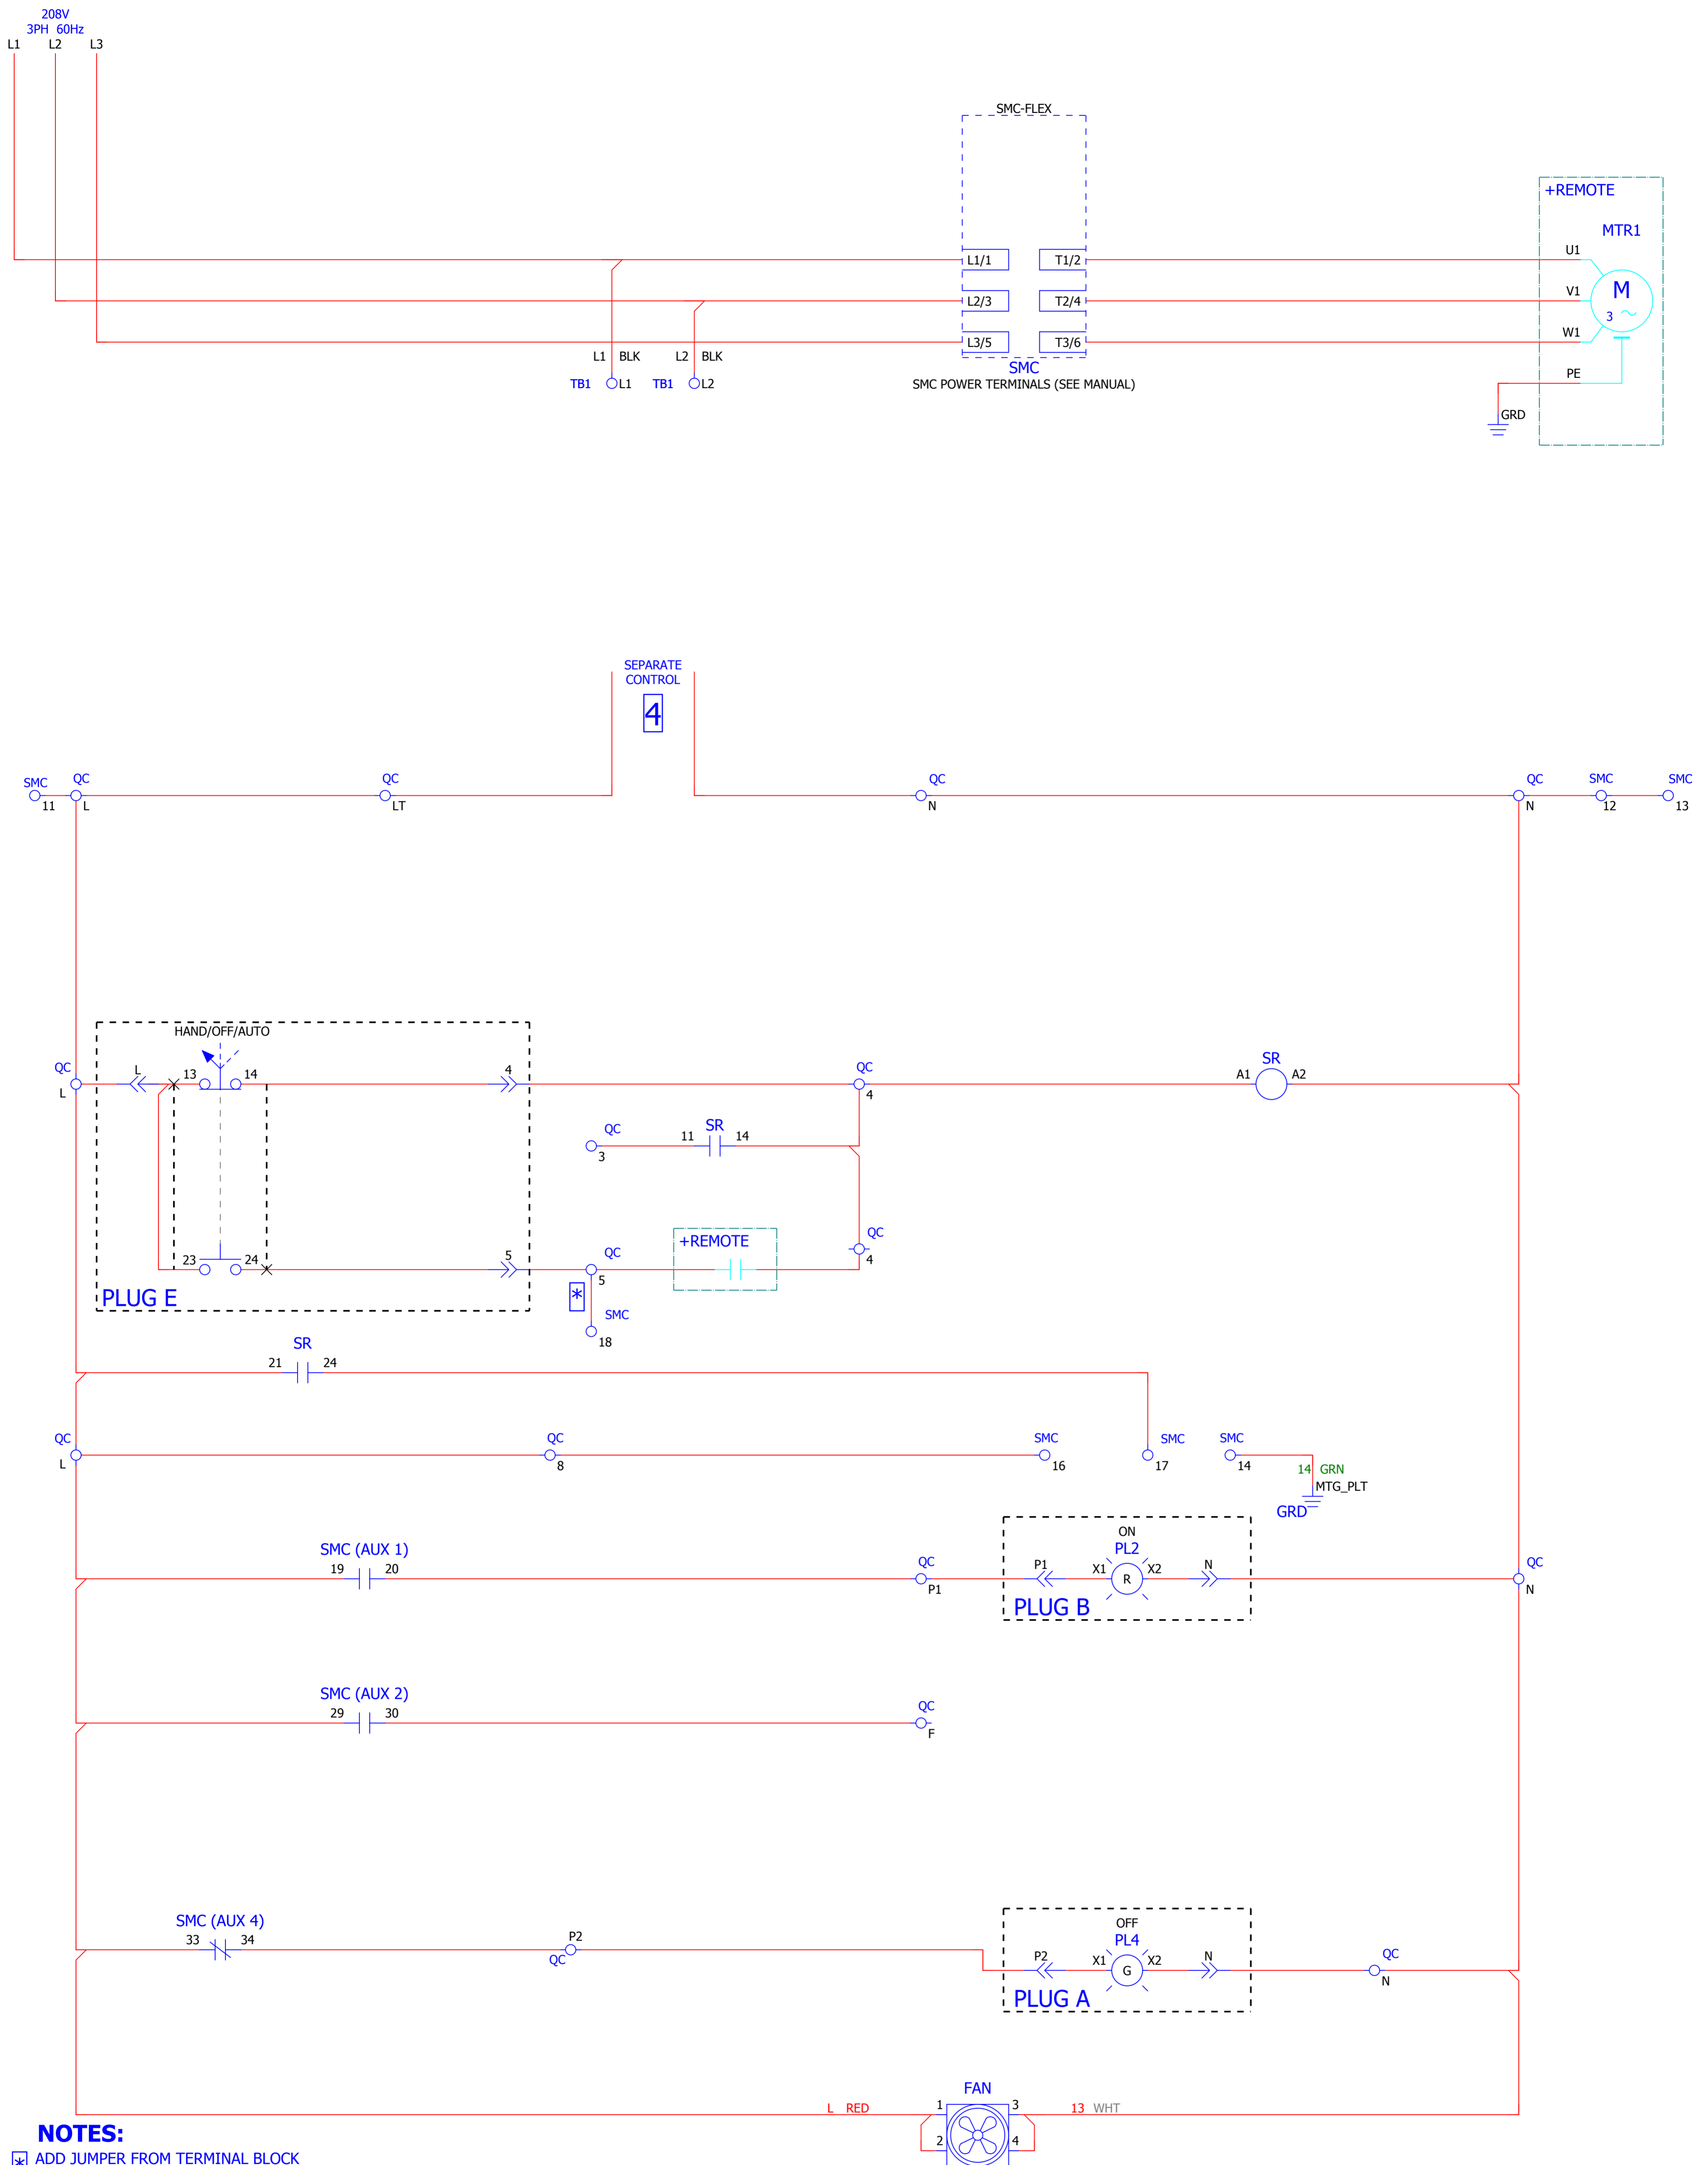 208V
3PH 60Hz
L1 L2 L3
SMC-FLEX
+REMOTE
MTR1
U1
L1/1 T1/2
V1 M
L2/3 T2/4
3
W1
L3/5 T3/6
L1 BLK L2 BLK
SMC
PE
TB1 L1 TB1 L2
SMC POWER TERMINALS (SEE MANUAL)
GRD
SEPARATE
CONTROL
4
SMC QC QC QC QC SMC SMC
11 L LT N N 12 13
HAND/OFF/AUTO
SR
QC L 13 14 4 QC A1 A2
L 4
SR
QC 11 14
3
QC
+REMOTE
23 24 5 QC 4
5
*
PLUG E
SMC
18
SR
21 24
QC QC SMC SMC SMC
L 8 16 17 14
14 GRN
MTG_PLT
GRD
ON
SMC (AUX 1) PL2
19 20 QC P1 X1 X2 N QC
R
P1 N
PLUG B
SMC (AUX 2)
29 30 QC
F
SMC (AUX 4) OFF
33 34 P2 PL4
QC P2 X1 X2 N QC
G
N
PLUG A
FAN
L RED 1 3 13 WHT
2 4
NOTES:
* ADD JUMPER FROM TERMINAL BLOCK